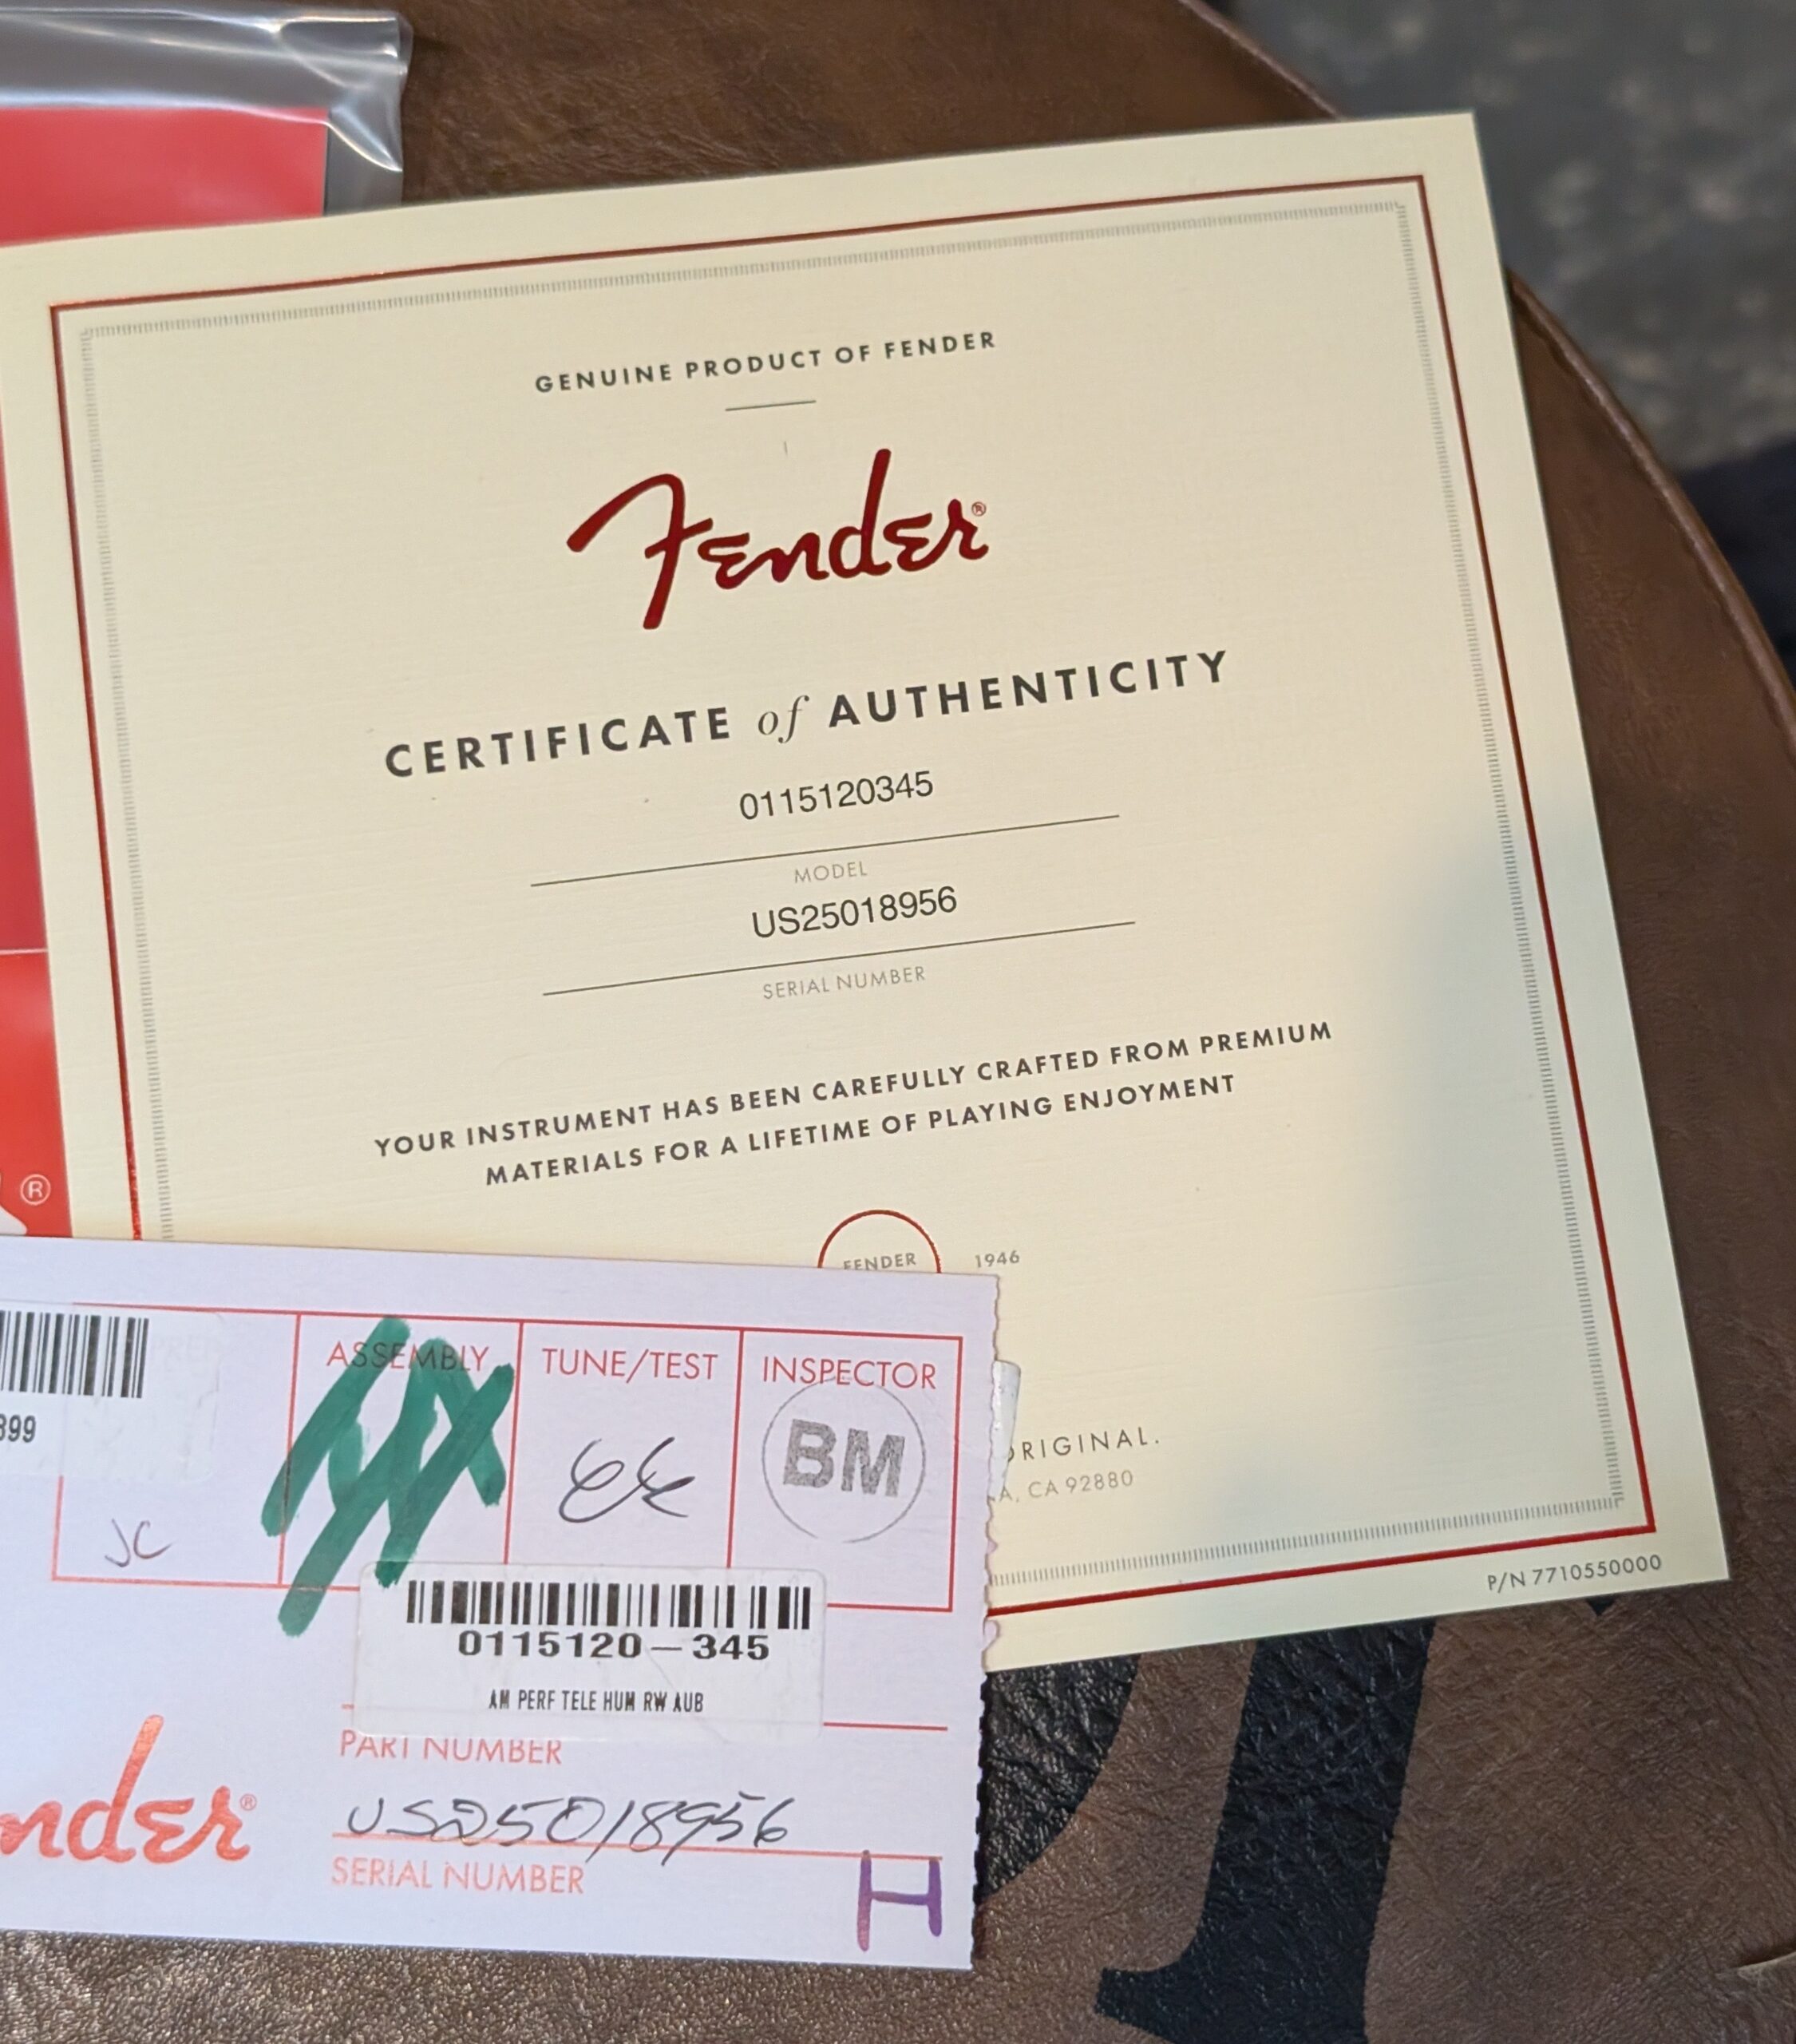 GENUINE PRODUCT OF FENDER
Fender®
CERTIFICATE of AUTHENTICITY
0115120345
MODEL
US25018956
SERIAL NUMBER
YOUR INSTRUMENT HAS BEEN CAREFULLY CRAFTED FROM PREMIUM
MATERIALS FOR A LIFETIME OF PLAYING ENJOYMENT
®
FENDER 1946
RIGINAL.
A, CA 92880
P/N 7710550000
899
ASSEMBLY TUNE/TEST INSPECTOR
JC BM
0115120-345
AM PERF TELE HUM RW AUB
PART NUMBER
nder®
US25018956
SERIAL NUMBER
H